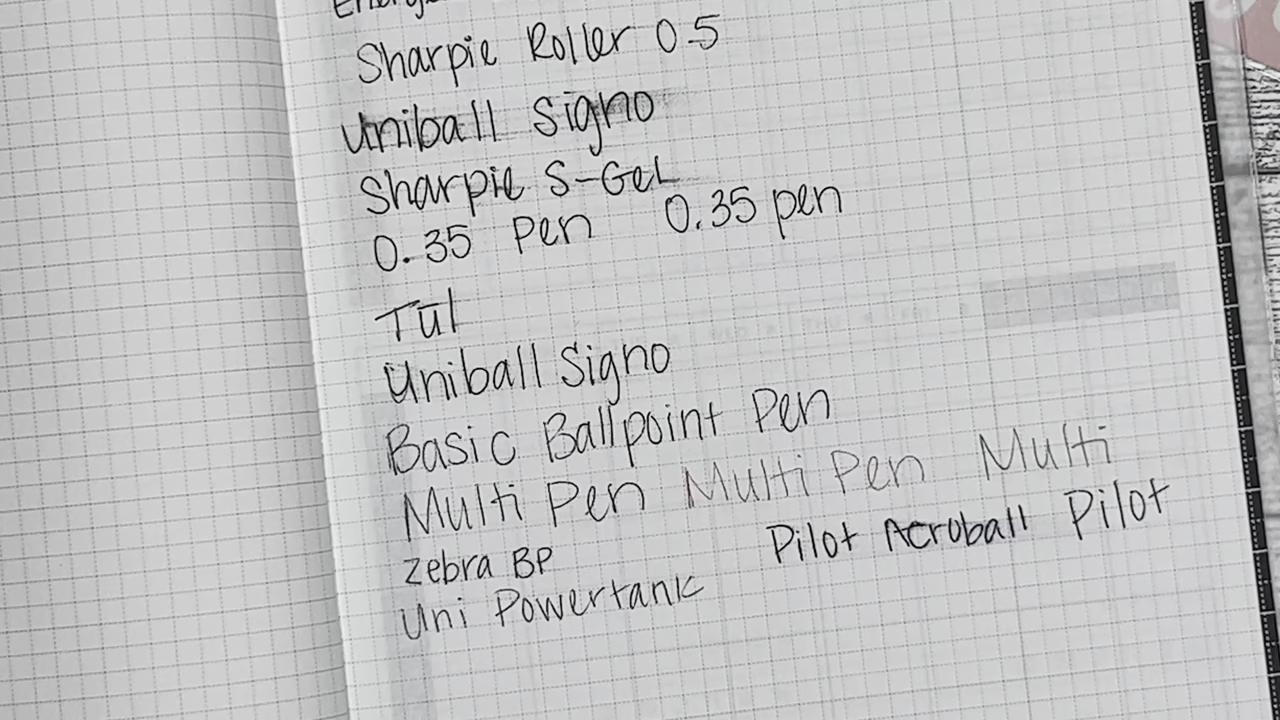 Sharpie Roller 0.5
Uniball Signo
Sharpie S-Gel
0.35 Pen 0.35 pen
TUL
Uniball Signo
Basic Ballpoint Pen
Multi Pen Multi Pen Multi
Zebra BP Pilot Acroball Pilot
Uni Powertank